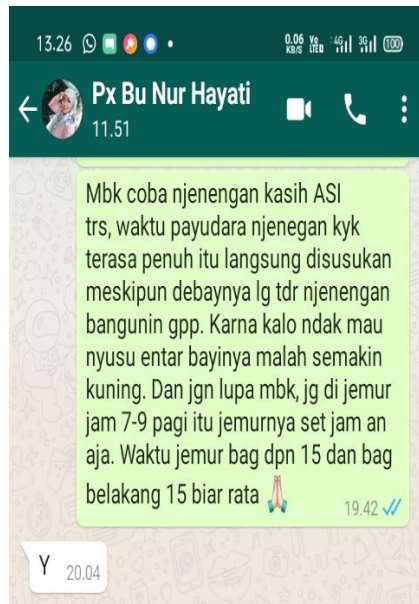 13.26
0.06 KB/S Vo LTED 4G 3G 100
Px Bu Nur Hayati
11.51
Mbk coba njenengan kasih ASI
trs, waktu payudara njenegan kyk
terasa penuh itu langsung disusukan
meskipun debaynya lg tdr njenengan
bangunin gpp. Karna kalo ndak mau
nyusu entar bayinya malah semakin
kuning. Dan jgn lupa mbk, jg di jemur
jam 7-9 pagi itu jemurnya set jam an
aja. Waktu jemur bag dpn 15 dan bag
belakang 15 biar rata 🙏🏻
19.42
Y 20.04